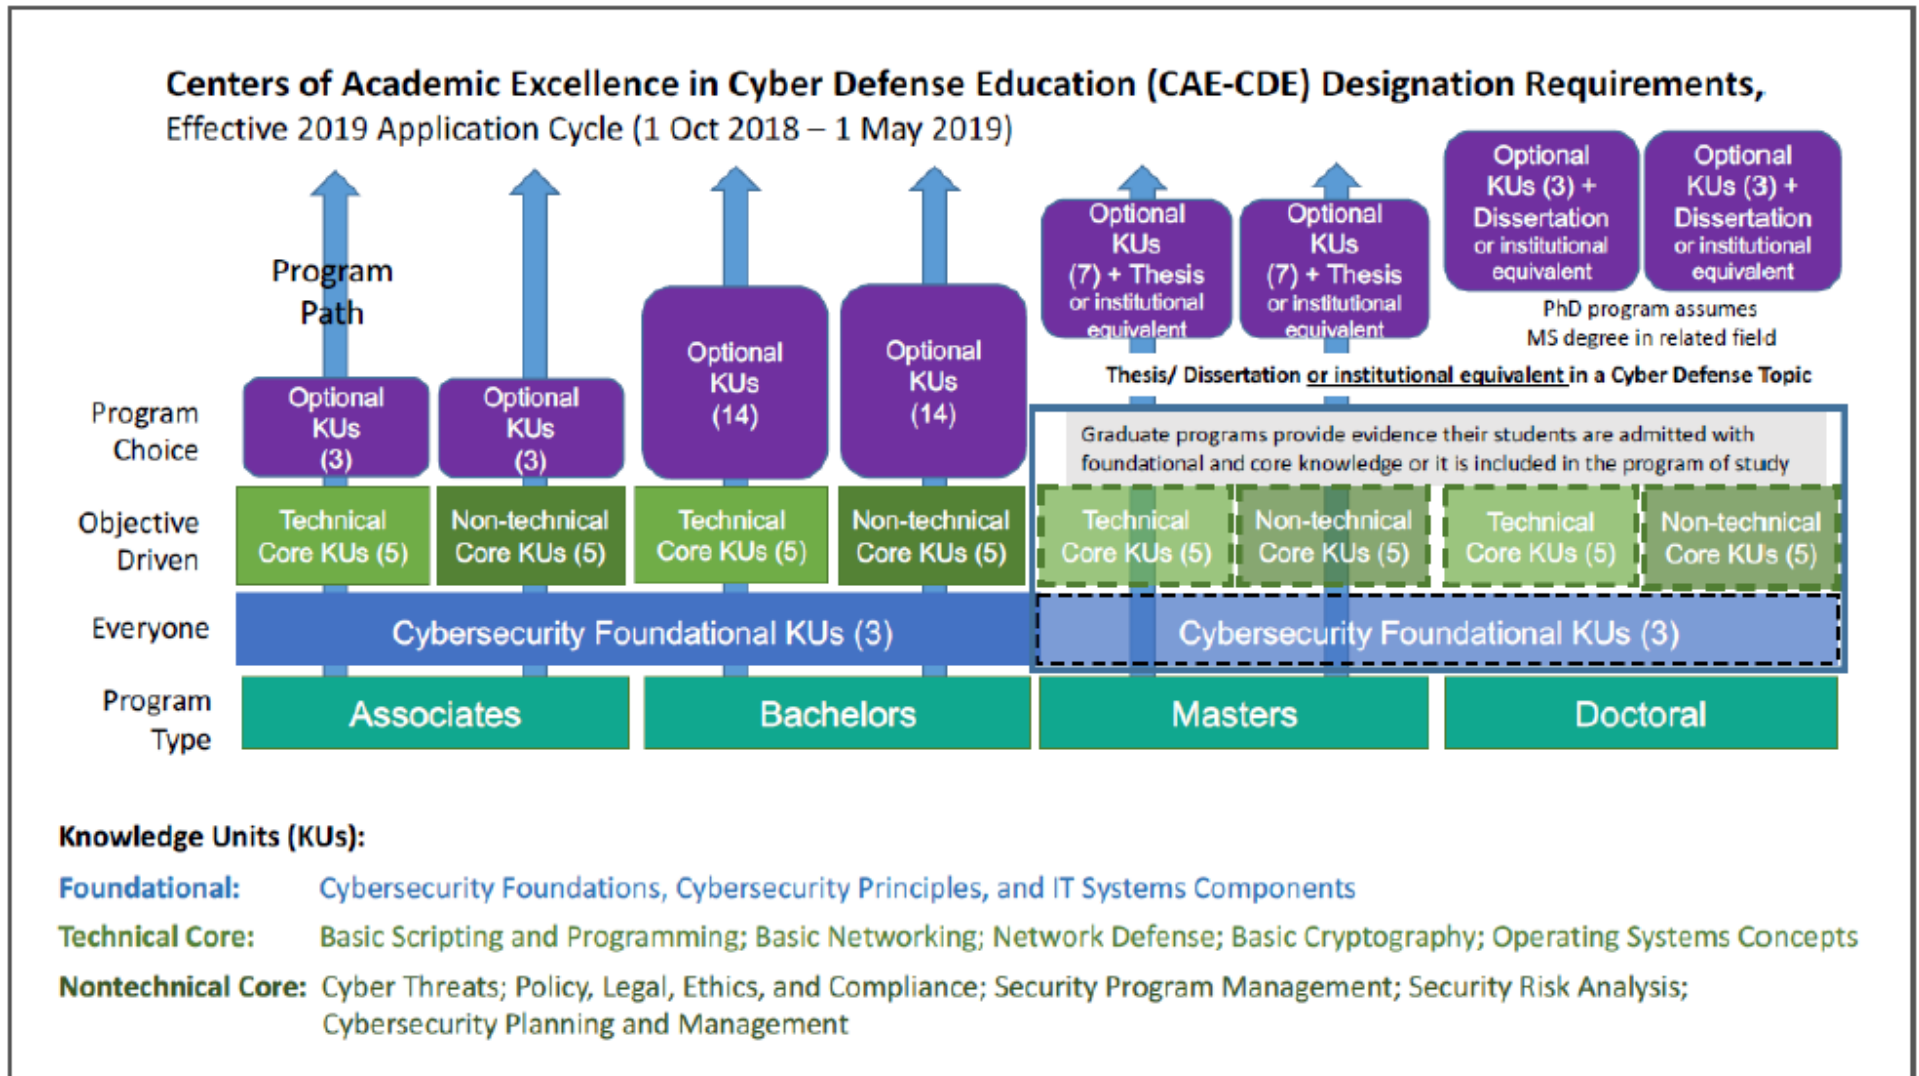 Centers of Academic Excellence in Cyber Defense Education (CAE-CDE) Designation Requirements,
Effective 2019 Application Cycle (1 Oct 2018 – 1 May 2019)
Program
Path
Optional
KUs
(7) + Thesis
or institutional
equivalent
Optional
KUs
(7) + Thesis
or institutional
equivalent
Optional
KUs (3) +
Dissertation
or institutional
equivalent
Optional
KUs (3) +
Dissertation
or institutional
equivalent
PhD program assumes
MS degree in related field
Thesis/ Dissertation or institutional equivalent in a Cyber Defense Topic
Program
Choice
Optional
KUs
(3)
Optional
KUs
(3)
Optional
KUs
(14)
Optional
KUs
(14)
Graduate programs provide evidence their students are admitted with
foundational and core knowledge or it is included in the program of study
Objective
Driven
Technical
Core KUs (5)
Non-technical
Core KUs (5)
Technical
Core KUs (5)
Non-technical
Core KUs (5)
Technical
Core KUs (5)
Non-technical
Core KUs (5)
Technical
Core KUs (5)
Non-technical
Core KUs (5)
Everyone
Cybersecurity Foundational KUs (3)
Cybersecurity Foundational KUs (3)
Program
Type
Associates
Bachelors
Masters
Doctoral
Knowledge Units (KUs):
Foundational: Cybersecurity Foundations, Cybersecurity Principles, and IT Systems Components
Technical Core: Basic Scripting and Programming; Basic Networking; Network Defense; Basic Cryptography; Operating Systems Concepts
Nontechnical Core: Cyber Threats; Policy, Legal, Ethics, and Compliance; Security Program Management; Security Risk Analysis;
Cybersecurity Planning and Management